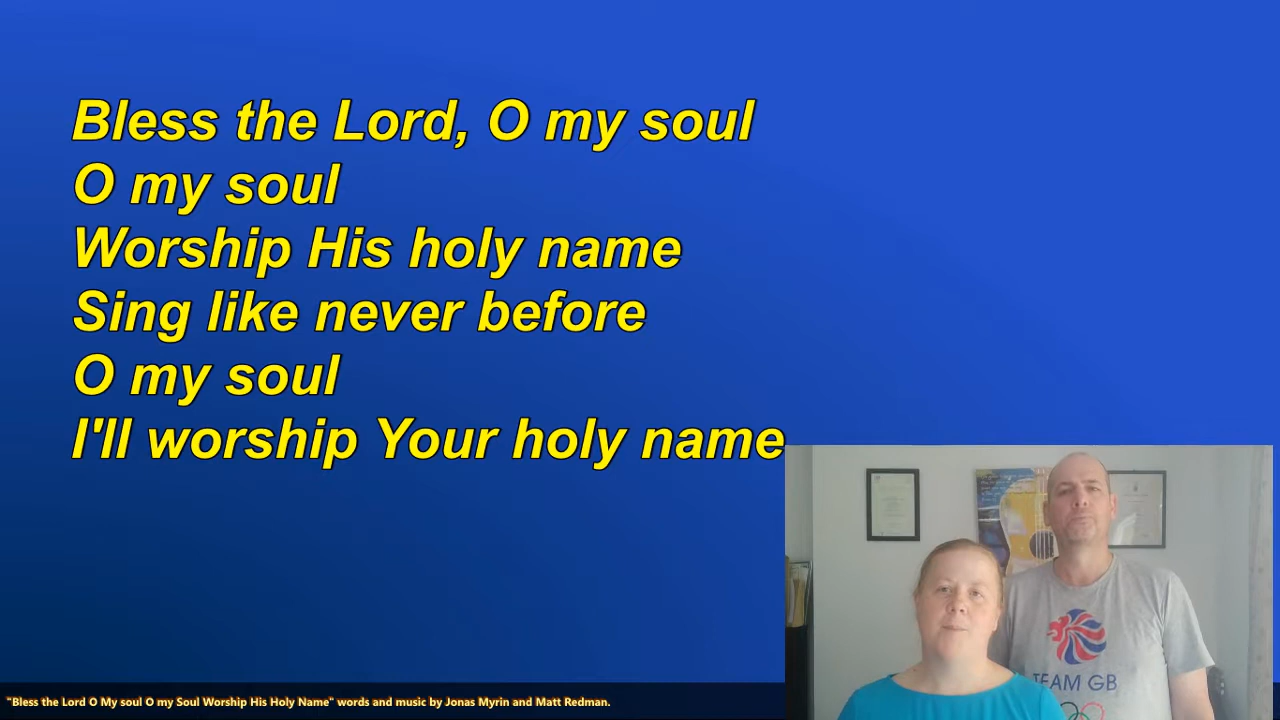 Bless the Lord, O my soul
O my soul
Worship His holy name
Sing like never before
O my soul
I'll worship Your holy name
TEAM GB
"Bless the Lord O My soul O my Soul Worship His Holy Name" words and music by Jonas Myrin and Matt Redman.